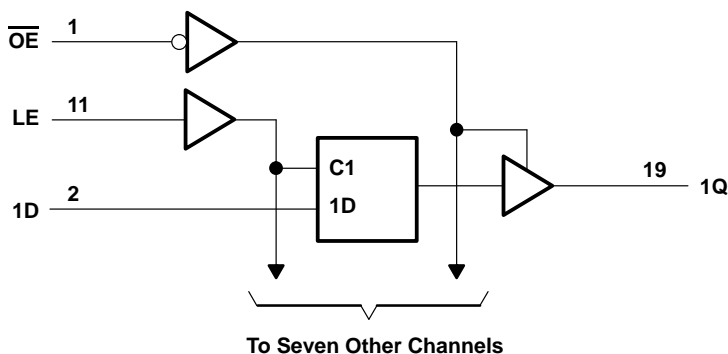 OE 1
LE 11
C1
1D 2 1D
19 1Q
To Seven Other Channels